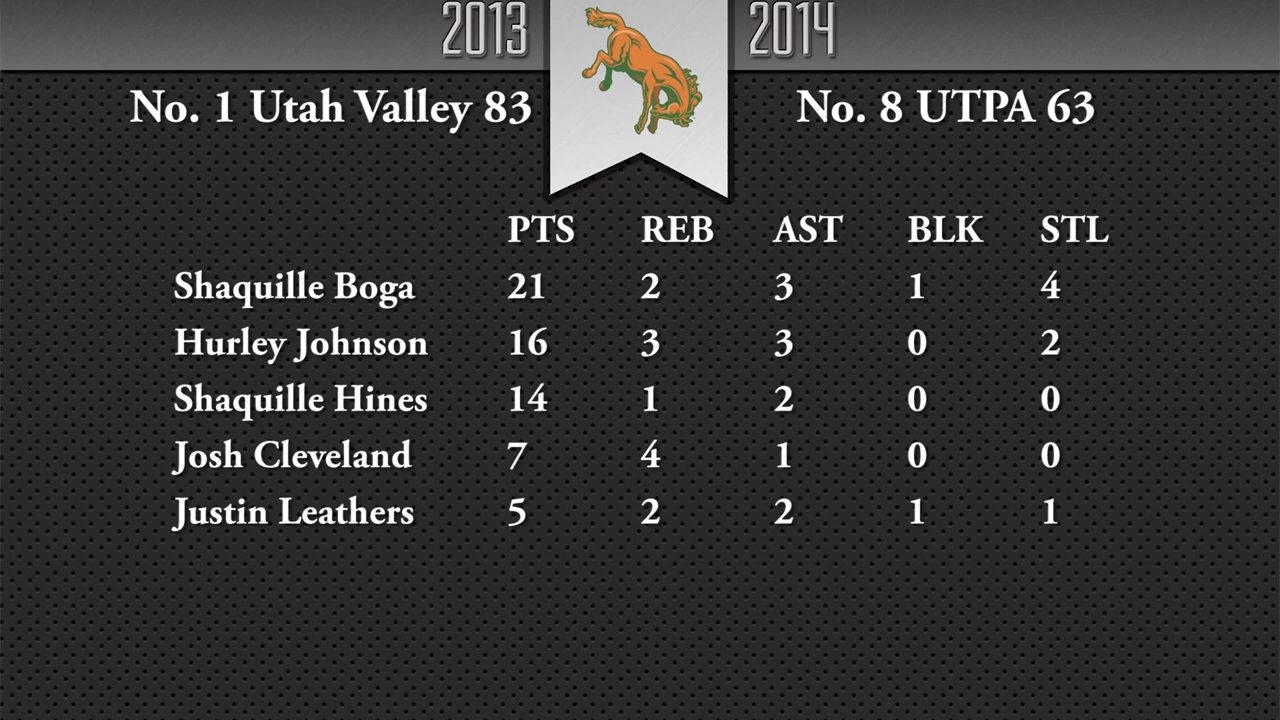 2013 2014
No. 1 Utah Valley 83 No. 8 UTPA 63
PTS REB AST BLK STL
Shaquille Boga 21 2 3 1 4
Hurley Johnson 16 3 3 0 2
Shaquille Hines 14 1 2 0 0
Josh Cleveland 7 4 1 0 0
Justin Leathers 5 2 2 1 1